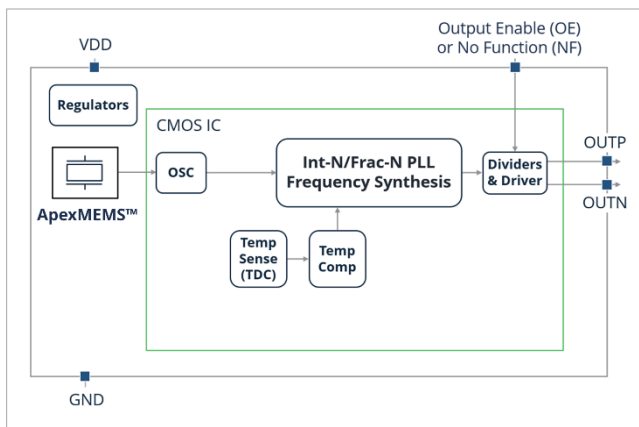 VDD
Output Enable (OE)
or No Function (NF)
Regulators
CMOS IC
OUTP
OSC
Int-N/Frac-N PLL
Frequency Synthesis
Dividers
& Driver
OUTN
ApexMEMS™
Temp
Sense
(TDC)
Temp
Comp
GND